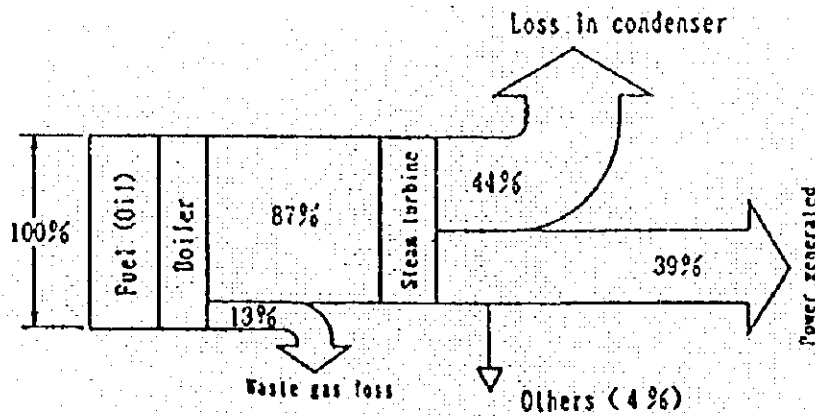 Loss in condenser
100%
Fuel (Oil)
Boiler
87%
Steam turbine
44%
39%
Power generated
13%
Waste gas loss
Others (4%)